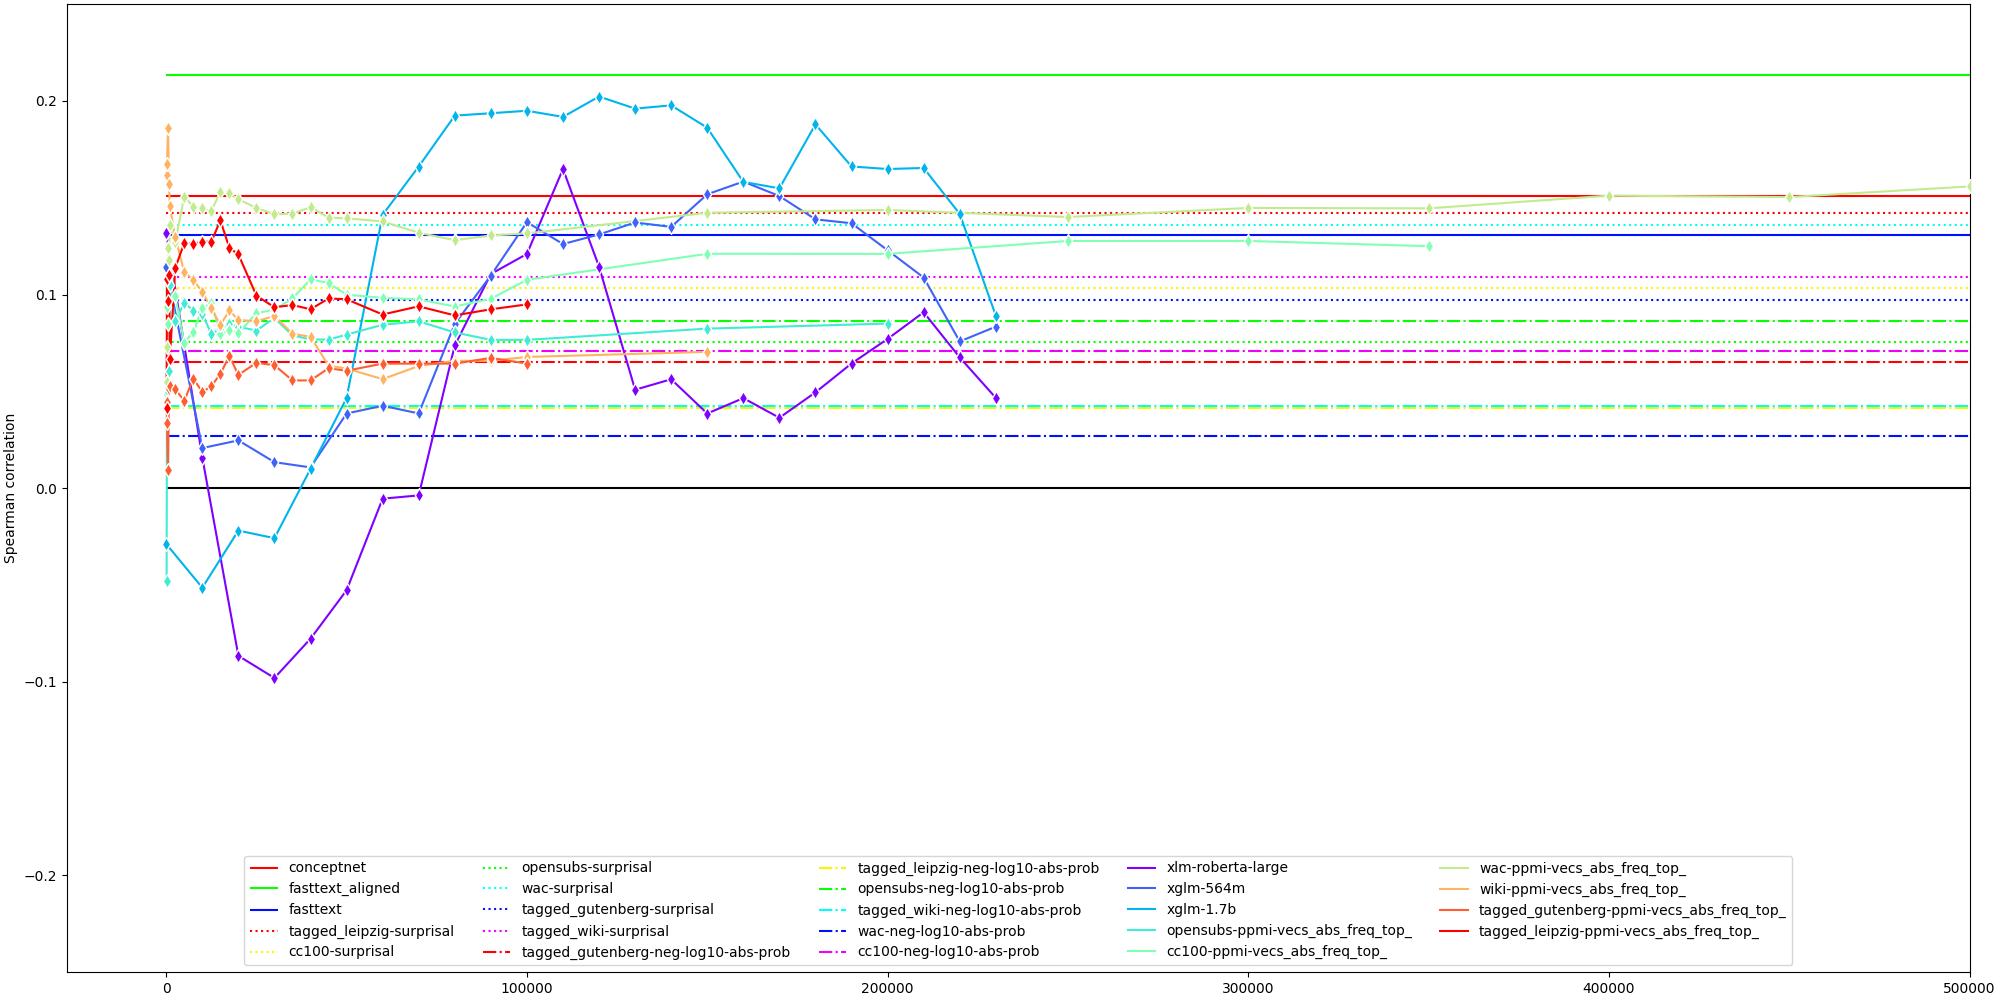 0.2
0.1
0.0
−0.1
−0.2
Spearman correlation
0
100000
200000
300000
400000
500000
conceptnet
fasttext_aligned
fasttext
tagged_leipzig-surprisal
cc100-surprisal
opensubs-surprisal
wac-surprisal
tagged_gutenberg-surprisal
tagged_wiki-surprisal
tagged_gutenberg-neg-log10-abs-prob
tagged_leipzig-neg-log10-abs-prob
opensubs-neg-log10-abs-prob
tagged_wiki-neg-log10-abs-prob
wac-neg-log10-abs-prob
cc100-neg-log10-abs-prob
xlm-roberta-large
xglm-564m
xglm-1.7b
opensubs-ppmi-vecs_abs_freq_top_
cc100-ppmi-vecs_abs_freq_top_
wac-ppmi-vecs_abs_freq_top_
wiki-ppmi-vecs_abs_freq_top_
tagged_gutenberg-ppmi-vecs_abs_freq_top_
tagged_leipzig-ppmi-vecs_abs_freq_top_